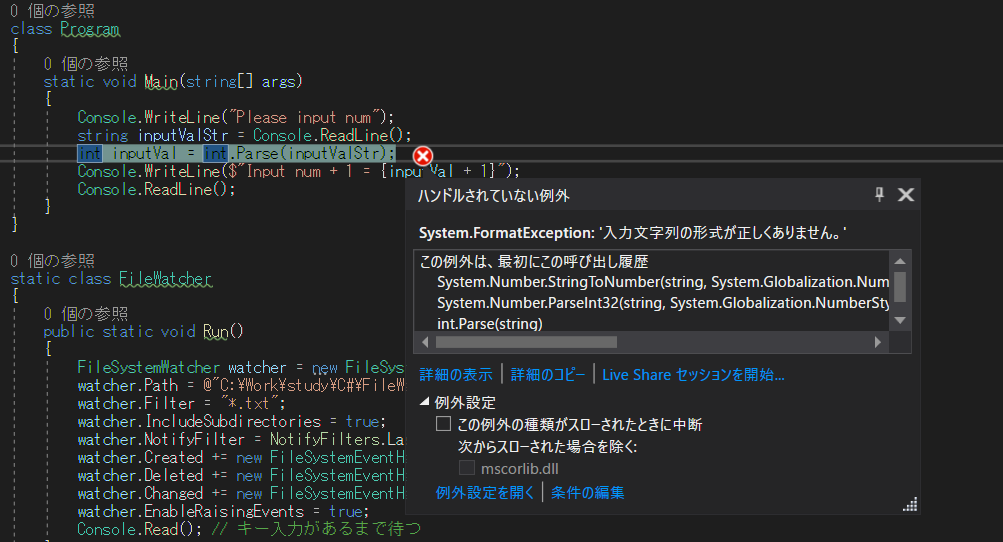 0 個の参照
class Program
{
0 個の参照
static void Main(string[] args)
{
Console.WriteLine("Please input num");
string inputValStr = Console.ReadLine();
int inputVal = int.Parse(inputValStr);
Console.WriteLine($"Input num + 1 = {inputVal + 1}");
Console.ReadLine();
}
}
ハンドルされていない例外
System.FormatException: '入力文字列の形式が正しくありません。'
この例外は、最初にこの呼び出し履歴
System.Number.StringToNumber(string, System.Globalization.Num
System.Number.ParseInt32(string, System.Globalization.NumberSty
int.Parse(string)
詳細の表示 | 詳細のコピー | Live Share セッションを開始...
例外設定
この例外の種類がスローされたときに中断
次からスローされた場合を除く:
mscorlib.dll
例外設定を開く | 条件の編集
0 個の参照
static class FileWatcher
{
0 個の参照
public static void Run()
{
FileSystemWatcher watcher = new FileSys
watcher.Path = @"C:\Work\study\C#\FileW
watcher.Filter = "*.txt";
watcher.IncludeSubdirectories = true;
watcher.NotifyFilter = NotifyFilters.La
watcher.Created += new FileSystemEventH
watcher.Deleted += new FileSystemEventH
watcher.Changed += new FileSystemEventH
watcher.EnableRaisingEvents = true;
Console.Read(); // キー入力があるまで待つ